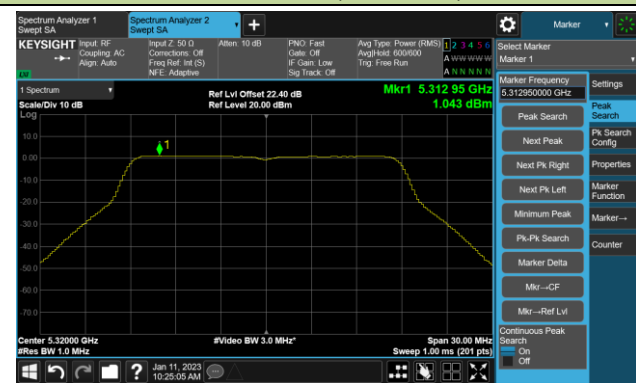 Spectrum Analyzer 1
Swept SA
Spectrum Analyzer 2
Swept SA
Marker
KEYSIGHT
Input: RF
Coupling: AC
Align: Auto
Input Z: 50 Ω
Corrections: Off
Freq Ref: Int (S)
NFE: Adaptive
Atten: 10 dB
PNO: Fast
Gate: Off
IF Gain: Low
Sig Track: Off
Avg Type: Power (RMS)
Avg|Hold: 600/600
Trig: Free Run
1 2 3 4 5 6
A W W W W W
A N N N N N
Select Marker
Marker 1
1 Spectrum
Scale/Div 10 dB
Log
Ref Lvl Offset 22.40 dB
Ref Level 20.00 dBm
Mkr1 5.312 95 GHz
1.043 dBm
1
10.0
0.00
-10.0
-20.0
-30.0
-40.0
-50.0
-60.0
-70.0
Center 5.32000 GHz
#Res BW 1.0 MHz
#Video BW 3.0 MHz*
Span 30.00 MHz
Sweep 1.00 ms (201 pts)
Marker Frequency
5.312950000 GHz
Peak Search
Next Peak
Next Pk Right
Next Pk Left
Minimum Peak
Pk-Pk Search
Marker Delta
Mkr→CF
Mkr→Ref Lvl
Continuous Peak
Search
On
Off
Settings
Peak
Search
Pk Search
Config
Properties
Marker
Function
Marker→
Counter
?
Jan 11, 2023
10:25:05 AM